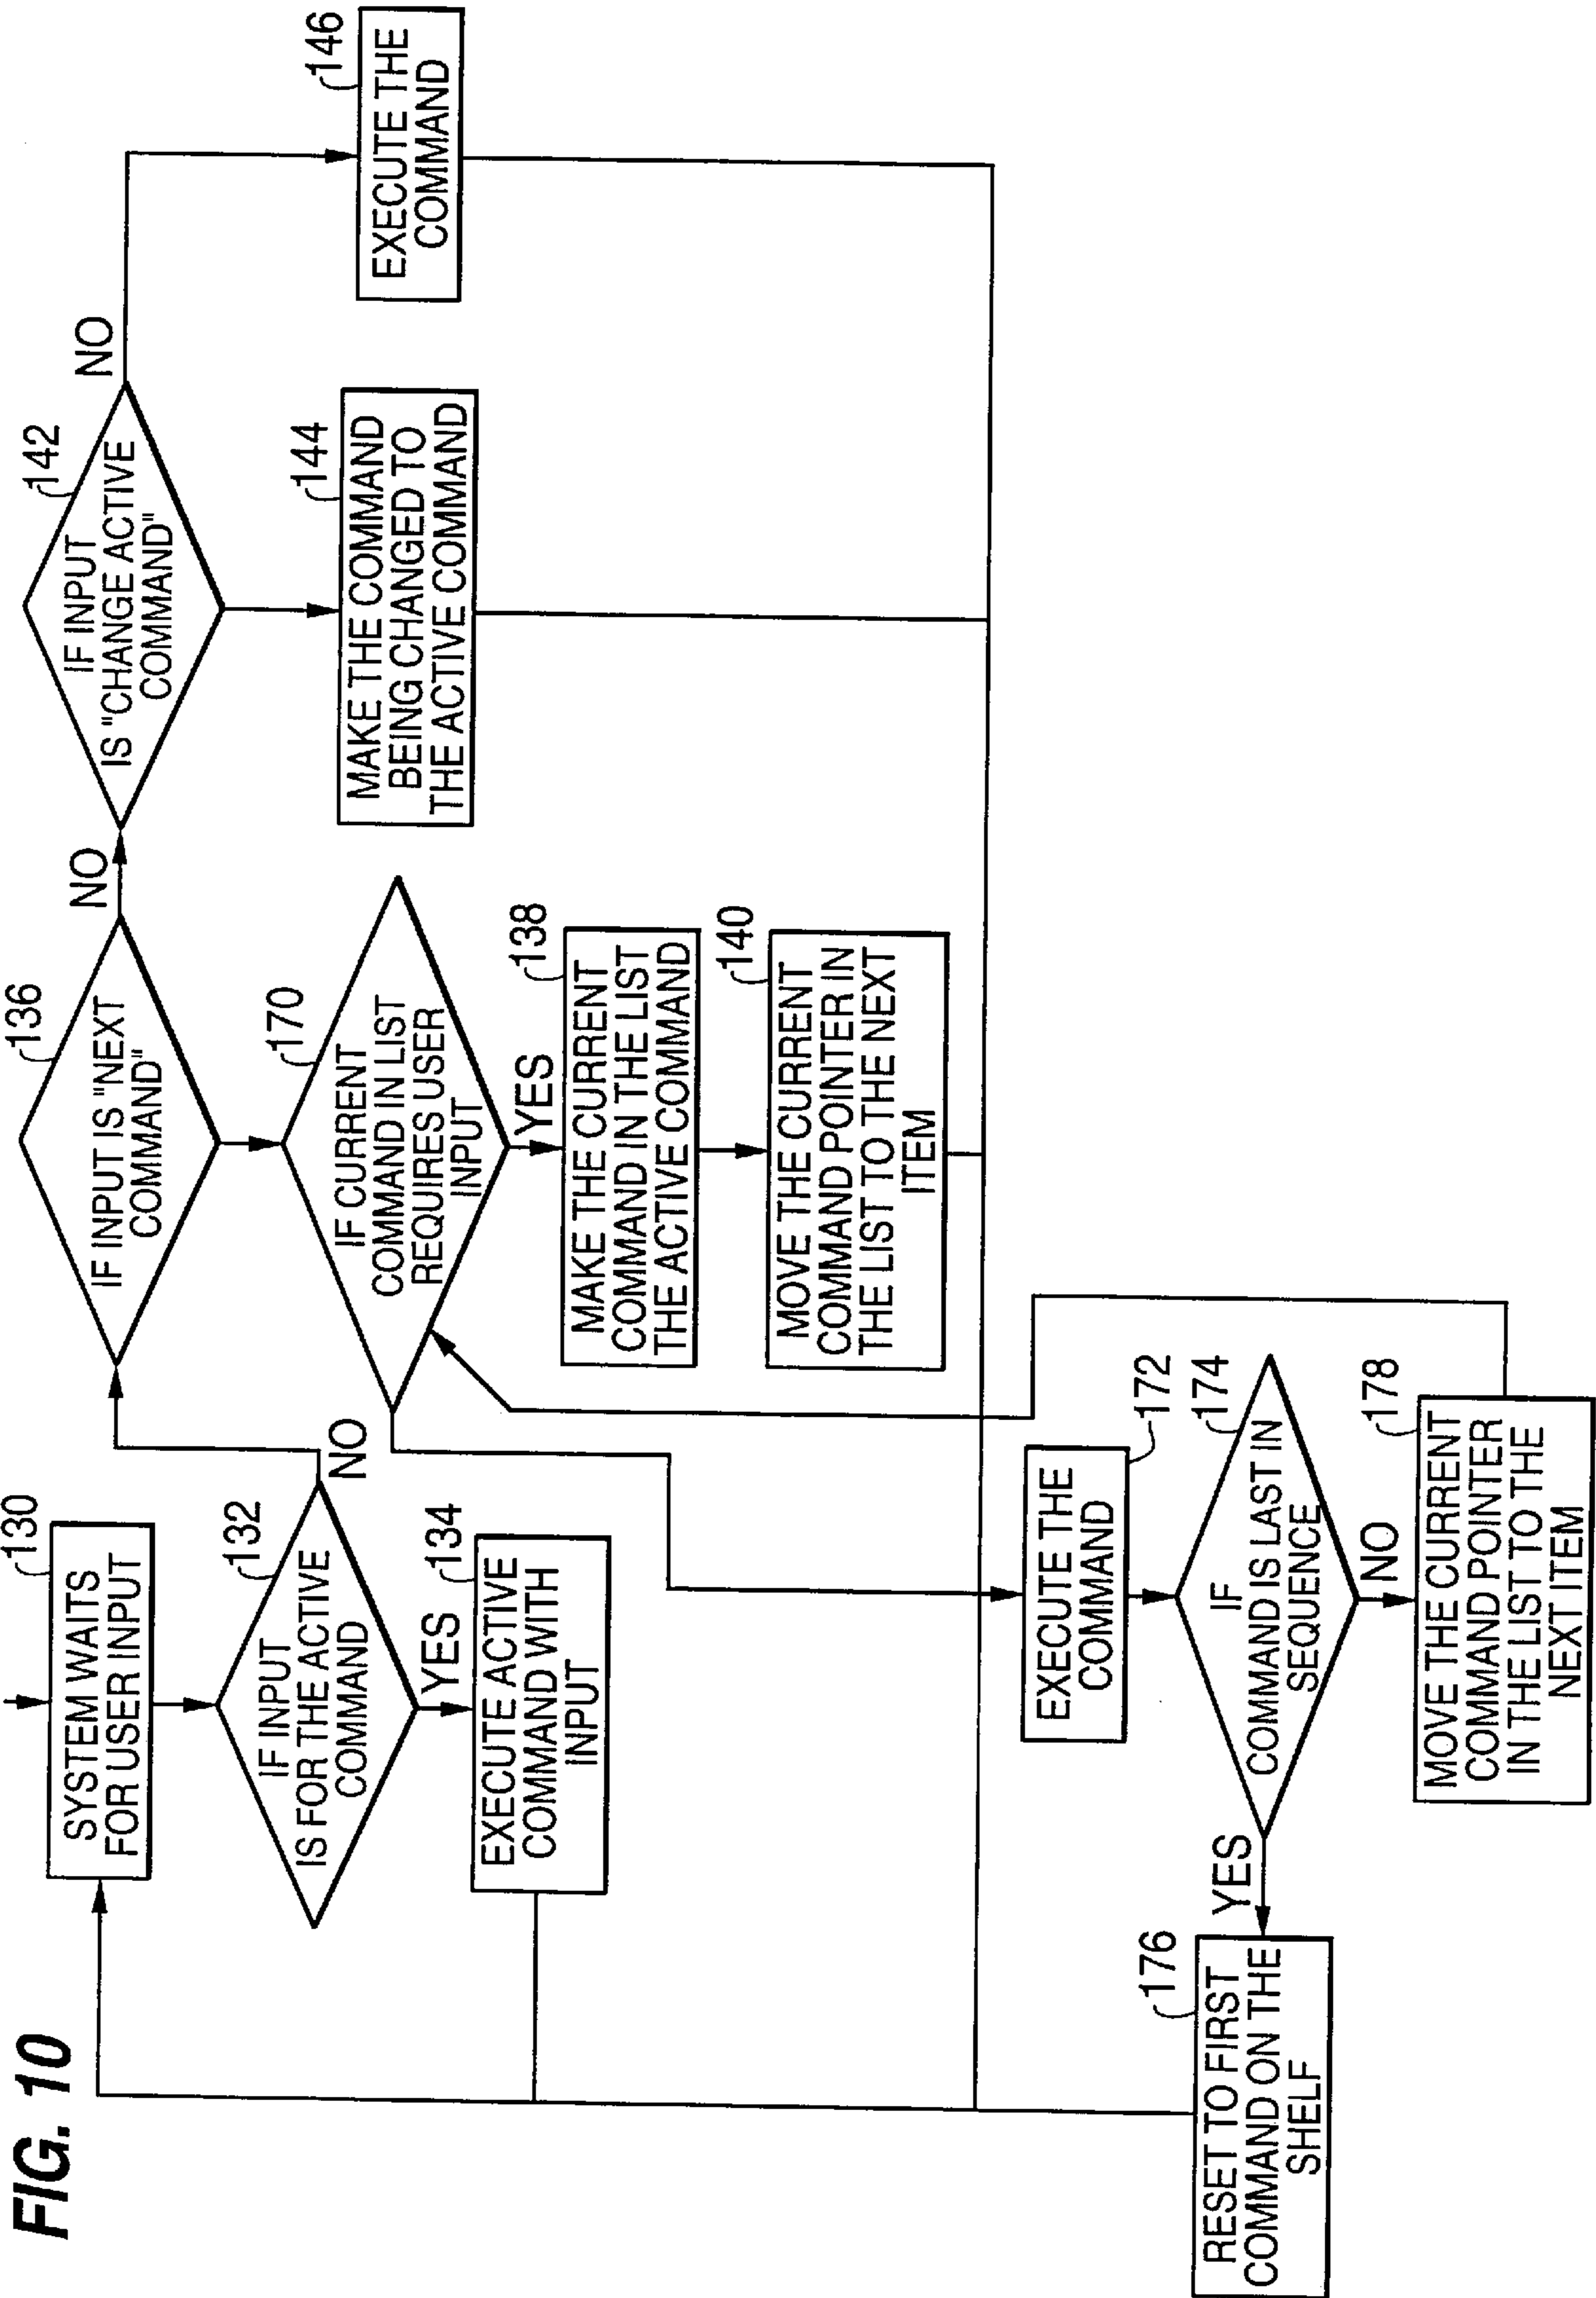 FIG. 10
130
SYSTEM WAITS
FOR USER INPUT
132
IF INPUT
IS FOR THE ACTIVE
COMMAND
NO
YES
134
EXECUTE ACTIVE
COMMAND WITH
INPUT
136
IF INPUT IS "NEXT
COMMAND"
NO
170
IF CURRENT
COMMAND IN LIST
REQUIRES USER
INPUT
YES
138
MAKE THE CURRENT
COMMAND IN THE LIST
THE ACTIVE COMMAND
140
MOVE THE CURRENT
COMMAND POINTER IN
THE LIST TO THE NEXT
ITEM
142
IF INPUT
IS "CHANGE ACTIVE
COMMAND"
NO
144
MAKE THE COMMAND
BEING CHANGED TO
THE ACTIVE COMMAND
146
EXECUTE THE
COMMAND
172
EXECUTE THE
COMMAND
174
IF
COMMAND IS LAST IN
SEQUENCE
YES
NO
176
RESET TO FIRST
COMMAND ON THE
SHELF
178
MOVE THE CURRENT
COMMAND POINTER
IN THE LIST TO THE
NEXT ITEM